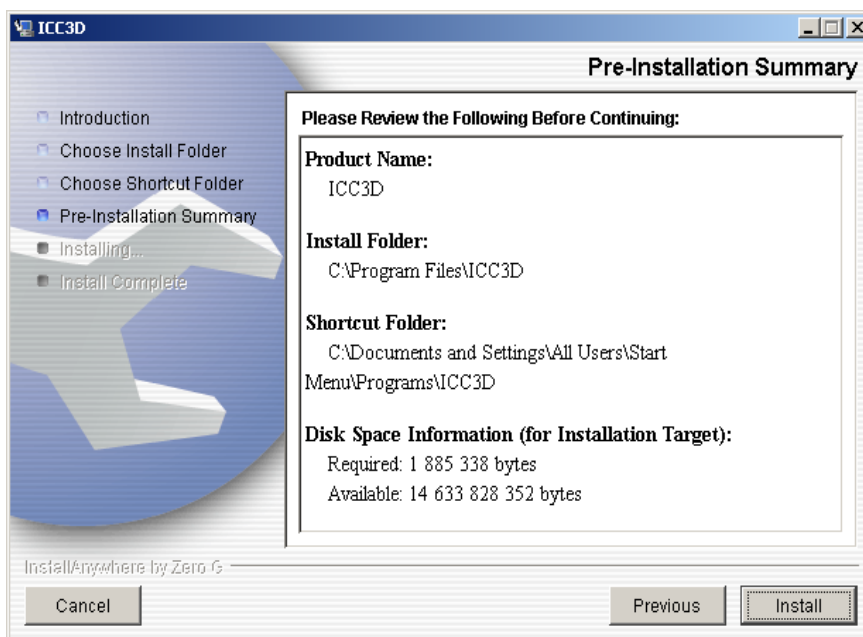 ICC3D
Pre-Installation Summary
Introduction
Choose Install Folder
Choose Shortcut Folder
Pre-Installation Summary
Installing...
Install Complete
Please Review the Following Before Continuing:
Product Name:
ICC3D
Install Folder:
C:\Program Files\ICC3D
Shortcut Folder:
C:\Documents and Settings\All Users\Start
Menu\Programs\ICC3D
Disk Space Information (for Installation Target):
Required: 1 885 338 bytes
Available: 14 633 828 352 bytes
InstallAnywhere by Zero G
Cancel
Previous
Install